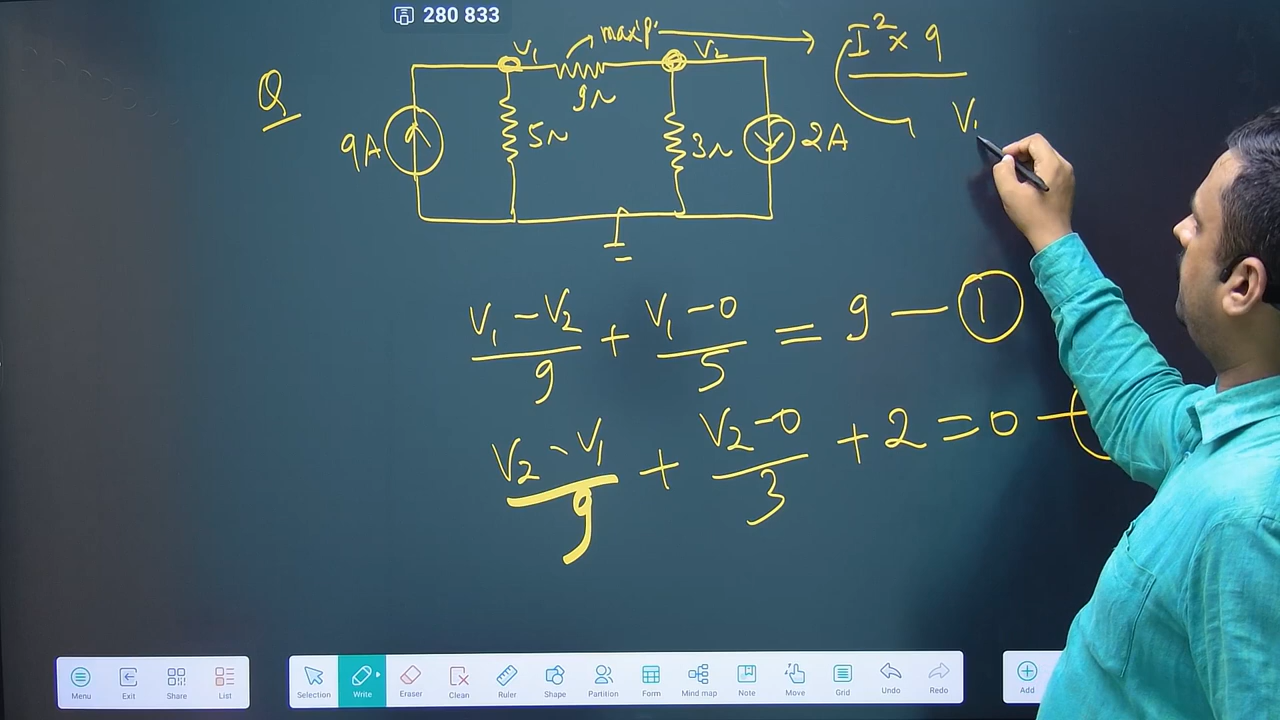 280 833
Q
9A
V₁
max 'P'
9Ω
V₂
5Ω
3Ω
2A
I² × 9
V₁
(V₁ - V₂)/9 + (V₁ - 0)/5 = 9 — ①
(V₂ - V₁)/9 + (V₂ - 0)/3 + 2 = 0 —
Menu Exit Share List
Selection Write Eraser Clean Ruler Shape Partition Form Mind map Note Move Grid Undo Redo
Add